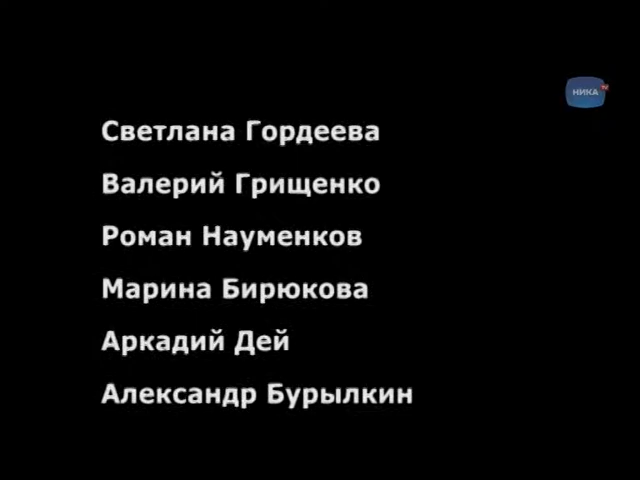 НИКА TV
Светлана Гордеева
Валерий Грищенко
Роман Науменков
Марина Бирюкова
Аркадий Дей
Александр Бурылкин